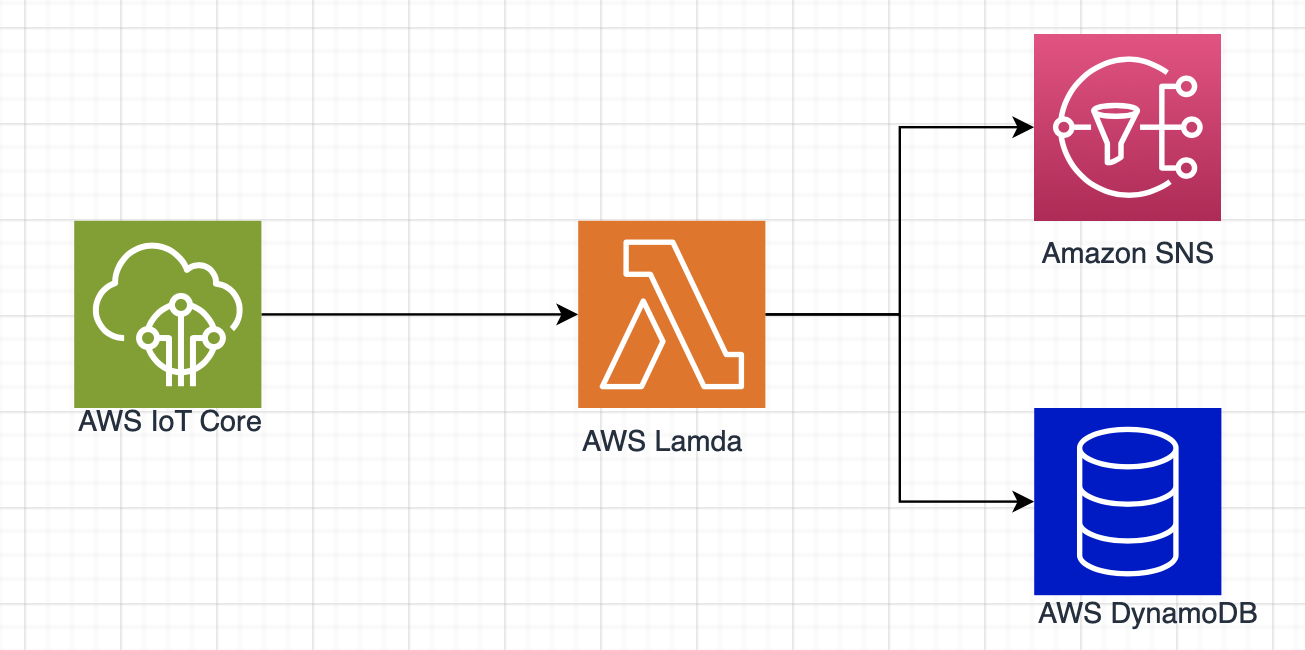 Amazon SNS
AWS IoT Core
AWS Lamda
AWS DynamoDB